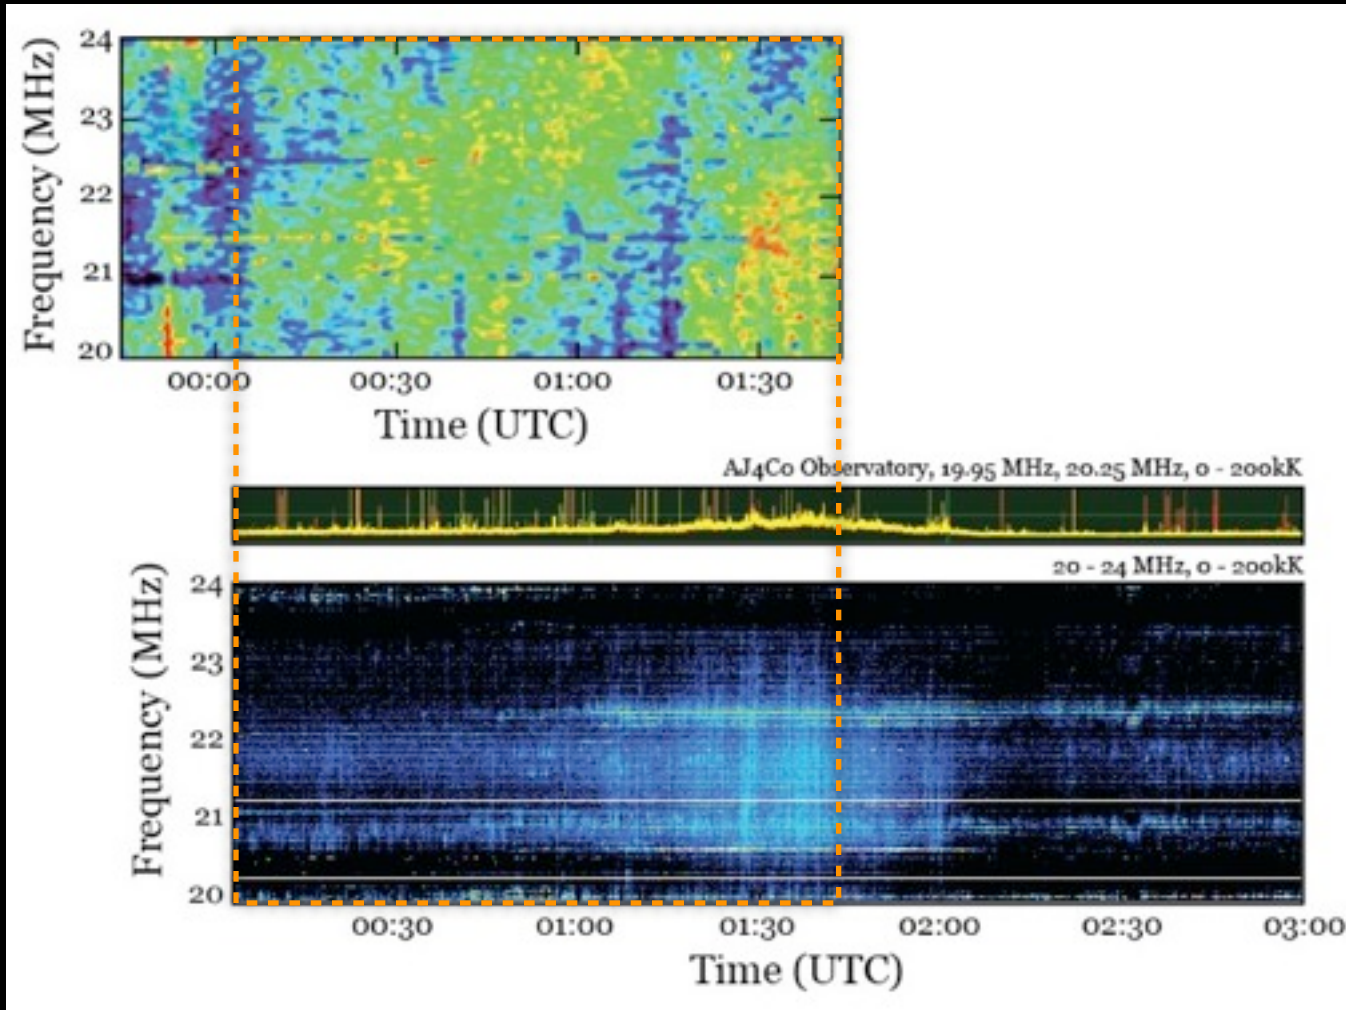 24
23
22
21
20
Frequency (MHz)
00:00 00:30 01:00 01:30
Time (UTC)
AJ4Co Observatory, 19.95 MHz, 20.25 MHz, 0 - 200kK
20 - 24 MHz, 0 - 200kK
24
23
22
21
20
Frequency (MHz)
00:30 01:00 01:30 02:00 02:30 03:00
Time (UTC)